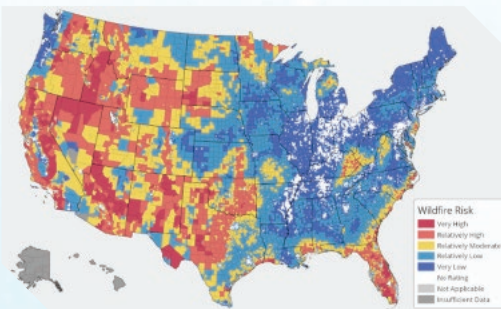 Wildfire Risk
Very High
Relatively High
Relatively Moderate
Relatively Low
Very Low
No Rating
Not Applicable
Insufficient Data